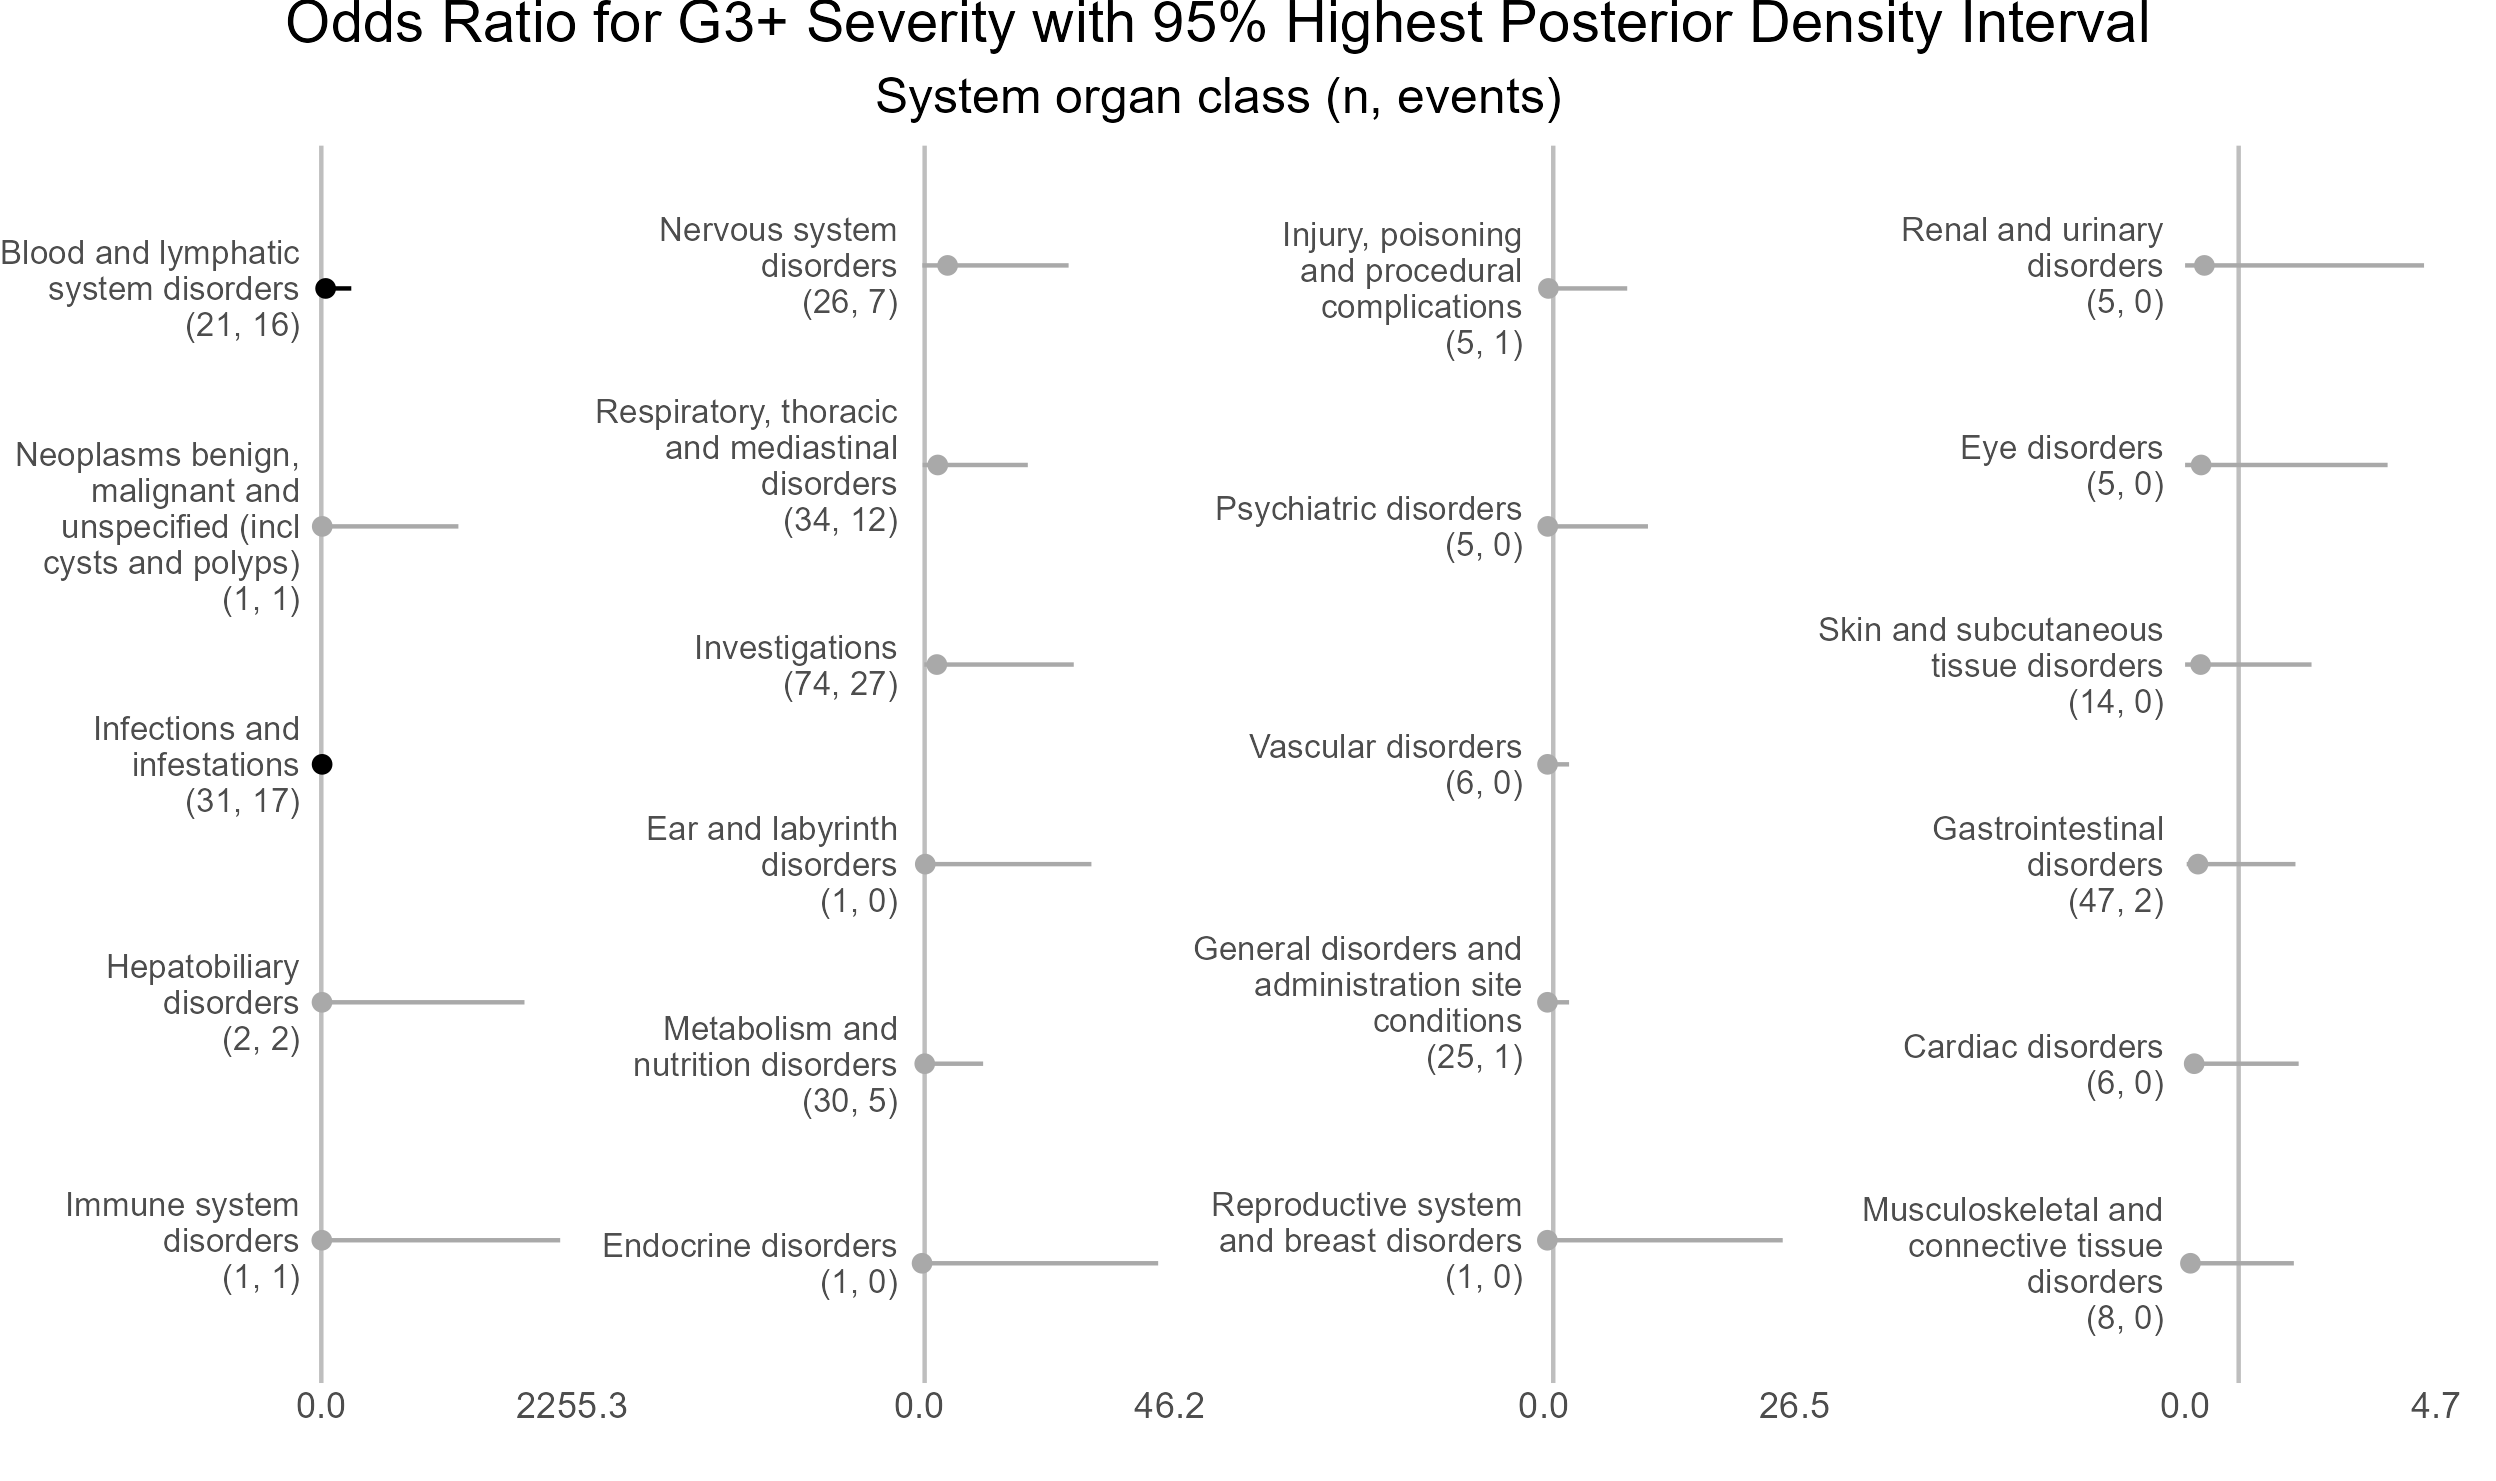 Odds Ratio for G3+ Severity with 95% Highest Posterior Density Interval
System organ class (n, events)
Blood and lymphatic
system disorders
(21, 16)
Neoplasms benign,
malignant and
unspecified (incl
cysts and polyps)
(1, 1)
Infections and
infestations
(31, 17)
Hepatobiliary
disorders
(2, 2)
Immune system
disorders
(1, 1)
0.0
2255.3
Nervous system
disorders
(26, 7)
Respiratory, thoracic
and mediastinal
disorders
(34, 12)
Investigations
(74, 27)
Ear and labyrinth
disorders
(1, 0)
Metabolism and
nutrition disorders
(30, 5)
Endocrine disorders
(1, 0)
0.0
46.2
Injury, poisoning
and procedural
complications
(5, 1)
Psychiatric disorders
(5, 0)
Vascular disorders
(6, 0)
General disorders and
administration site
conditions
(25, 1)
Reproductive system
and breast disorders
(1, 0)
0.0
26.5
Renal and urinary
disorders
(5, 0)
Eye disorders
(5, 0)
Skin and subcutaneous
tissue disorders
(14, 0)
Gastrointestinal
disorders
(47, 2)
Cardiac disorders
(6, 0)
Musculoskeletal and
connective tissue
disorders
(8, 0)
0.0
4.7